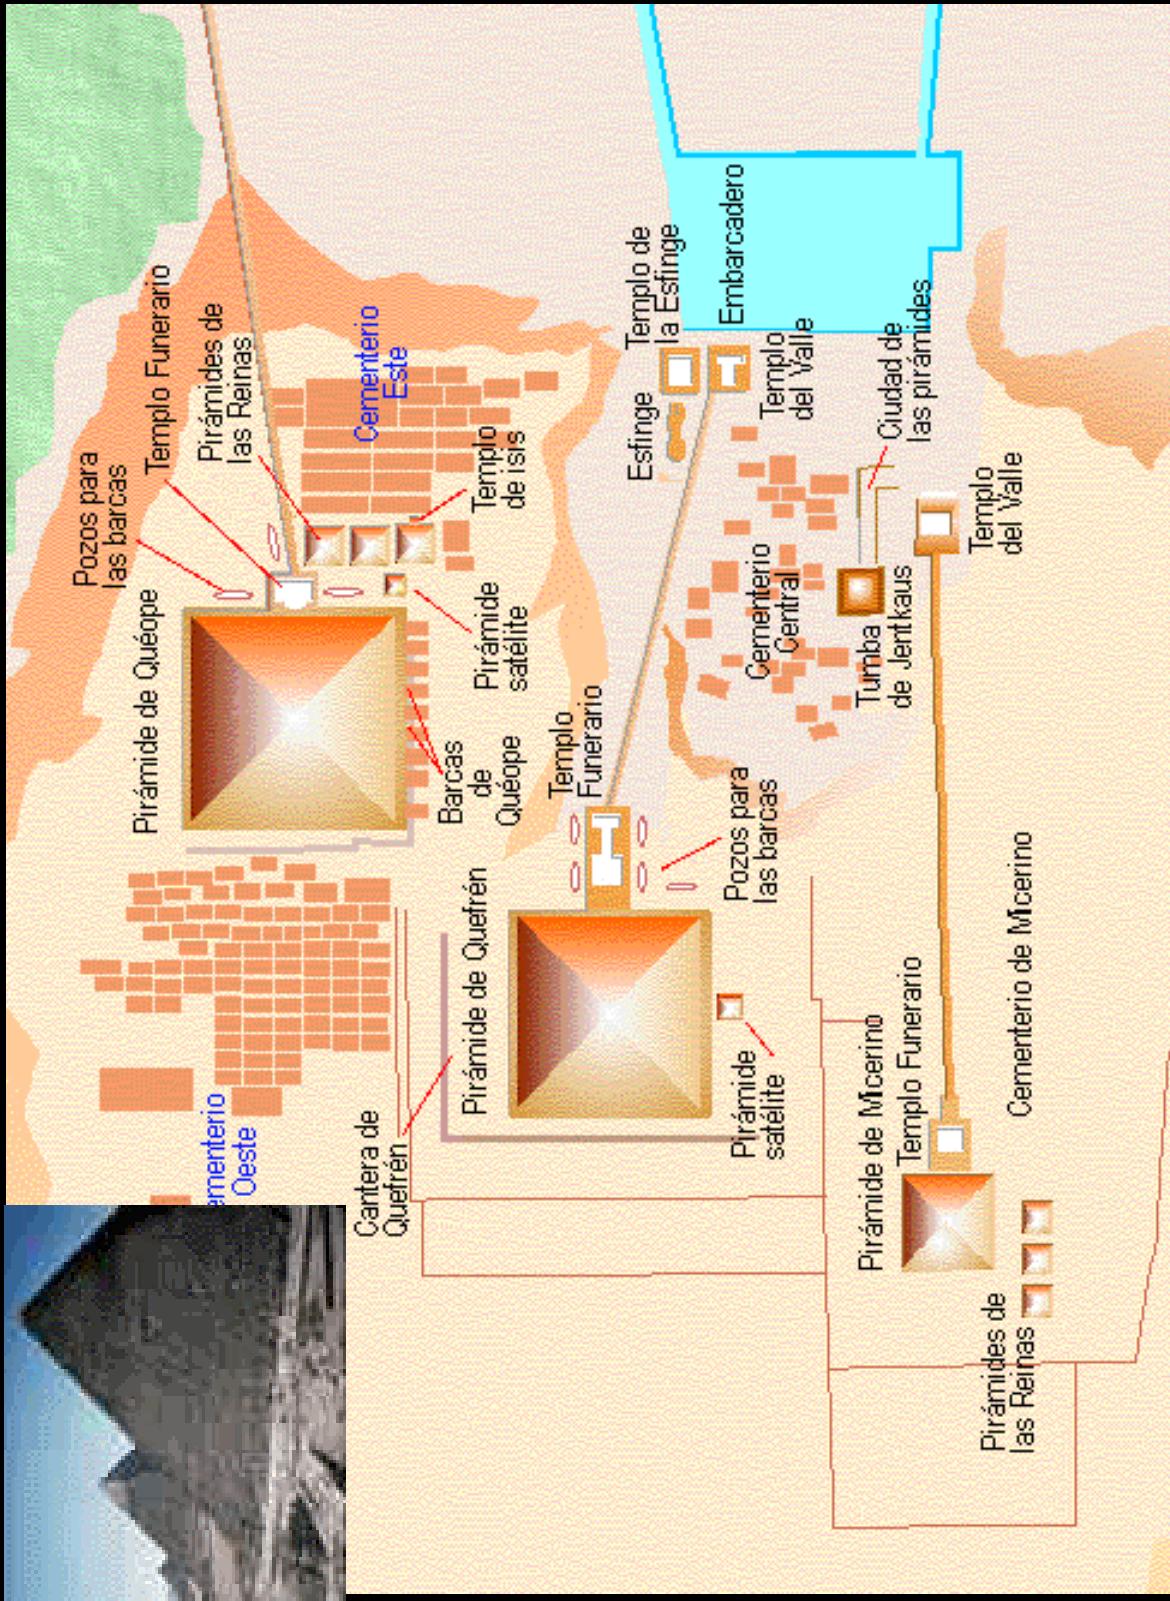 Pozos para
las barcas
Pirámide de Quéope
Templo Funerario
Pirámides de
las Reinas
ementerio
Oeste
Cementerio
Este
Cantera de
Quefrén
Barcas
de
Quéope
Pirámide
satélite
Templo
de isis
Pirámide de Quefrén
Templo
Funerario
Esfinge
Templo de
la Esfinge
Embarcadero
Pirámide
satélite
Pozos para
las barcas
Cementerio
Central
Templo
del Valle
Pirámide de Micerino
Tumba
de Jentkaus
Ciudad de
las pirámides
Templo Funerario
Templo
del Valle
Pirámides de
las Reinas
Cementerio de Micerino